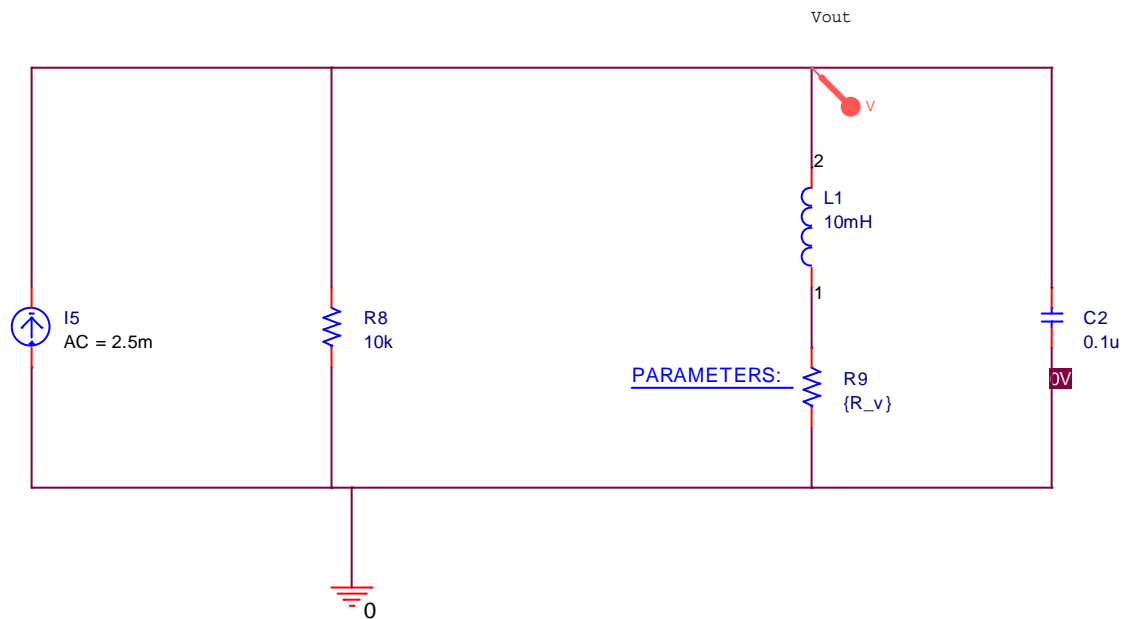 Vout
V
2
L1
10mH
1
I5
AC = 2.5m
R8
10k
C2
0.1u
PARAMETERS:
R9
{R_v}
0V
0